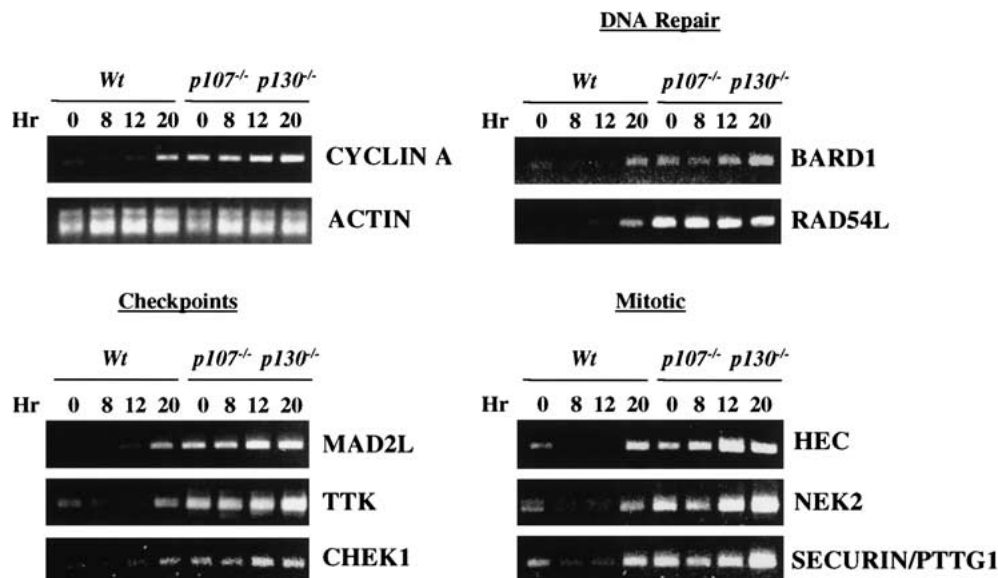 DNA Repair
Wt p107-/- p130-/-
Hr 0 8 12 20 0 8 12 20
CYCLIN A
ACTIN
Wt p107-/- p130-/-
Hr 0 8 12 20 0 8 12 20
BARD1
RAD54L
Checkpoints
Wt p107-/- p130-/-
Hr 0 8 12 20 0 8 12 20
MAD2L
TTK
CHEK1
Mitotic
Wt p107-/- p130-/-
Hr 0 8 12 20 0 8 12 20
HEC
NEK2
SECURIN/PTTG1